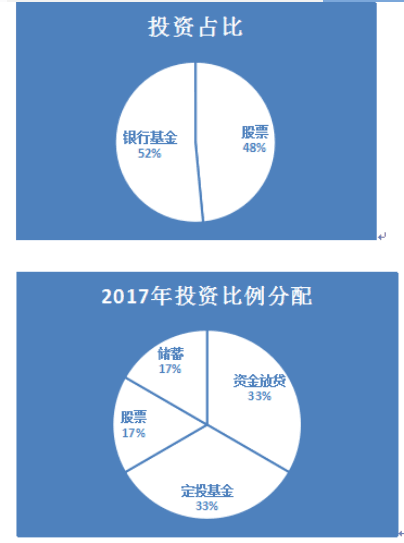 投资占比
银行基金
52%
股票
48%
2017年投资比例分配
储蓄
17%
资金放贷
33%
股票
17%
定投基金
33%